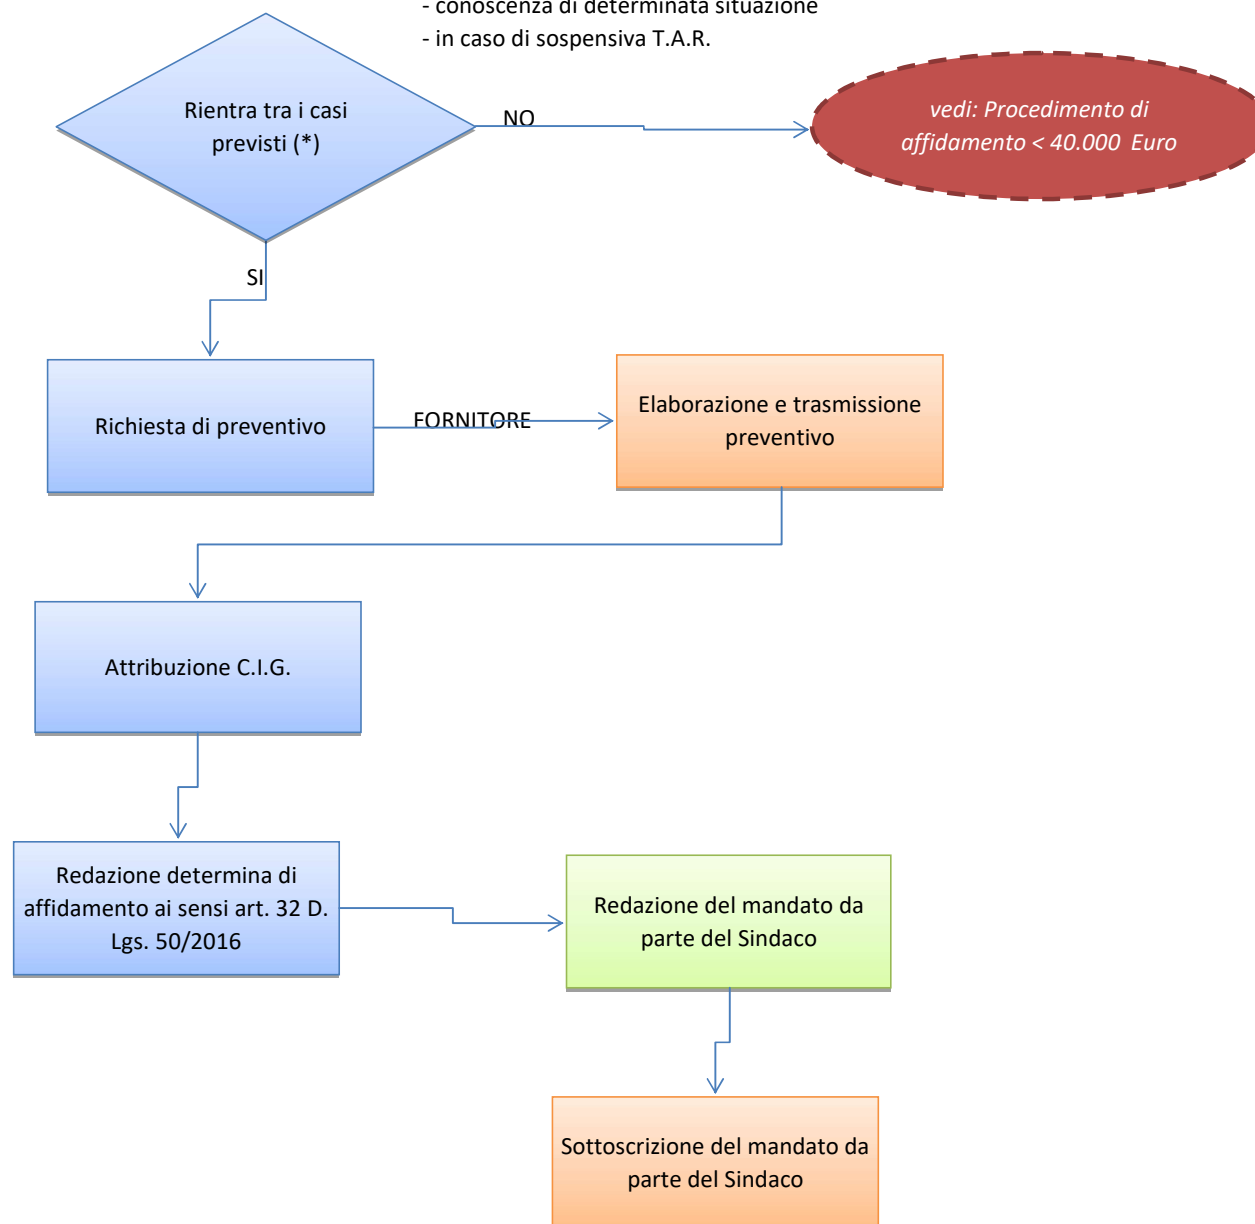 - conoscenza di determinata situazione
- in caso di sospensiva T.A.R.
Rientra tra i casi
previsti (*)
NO
vedi: Procedimento di
affidamento < 40.000 Euro
SI
Richiesta di preventivo
FORNITORE
Elaborazione e trasmissione
preventivo
Attribuzione C.I.G.
Redazione determina di
affidamento ai sensi art. 32 D.
Lgs. 50/2016
Redazione del mandato da
parte del Sindaco
Sottoscrizione del mandato da
parte del Sindaco